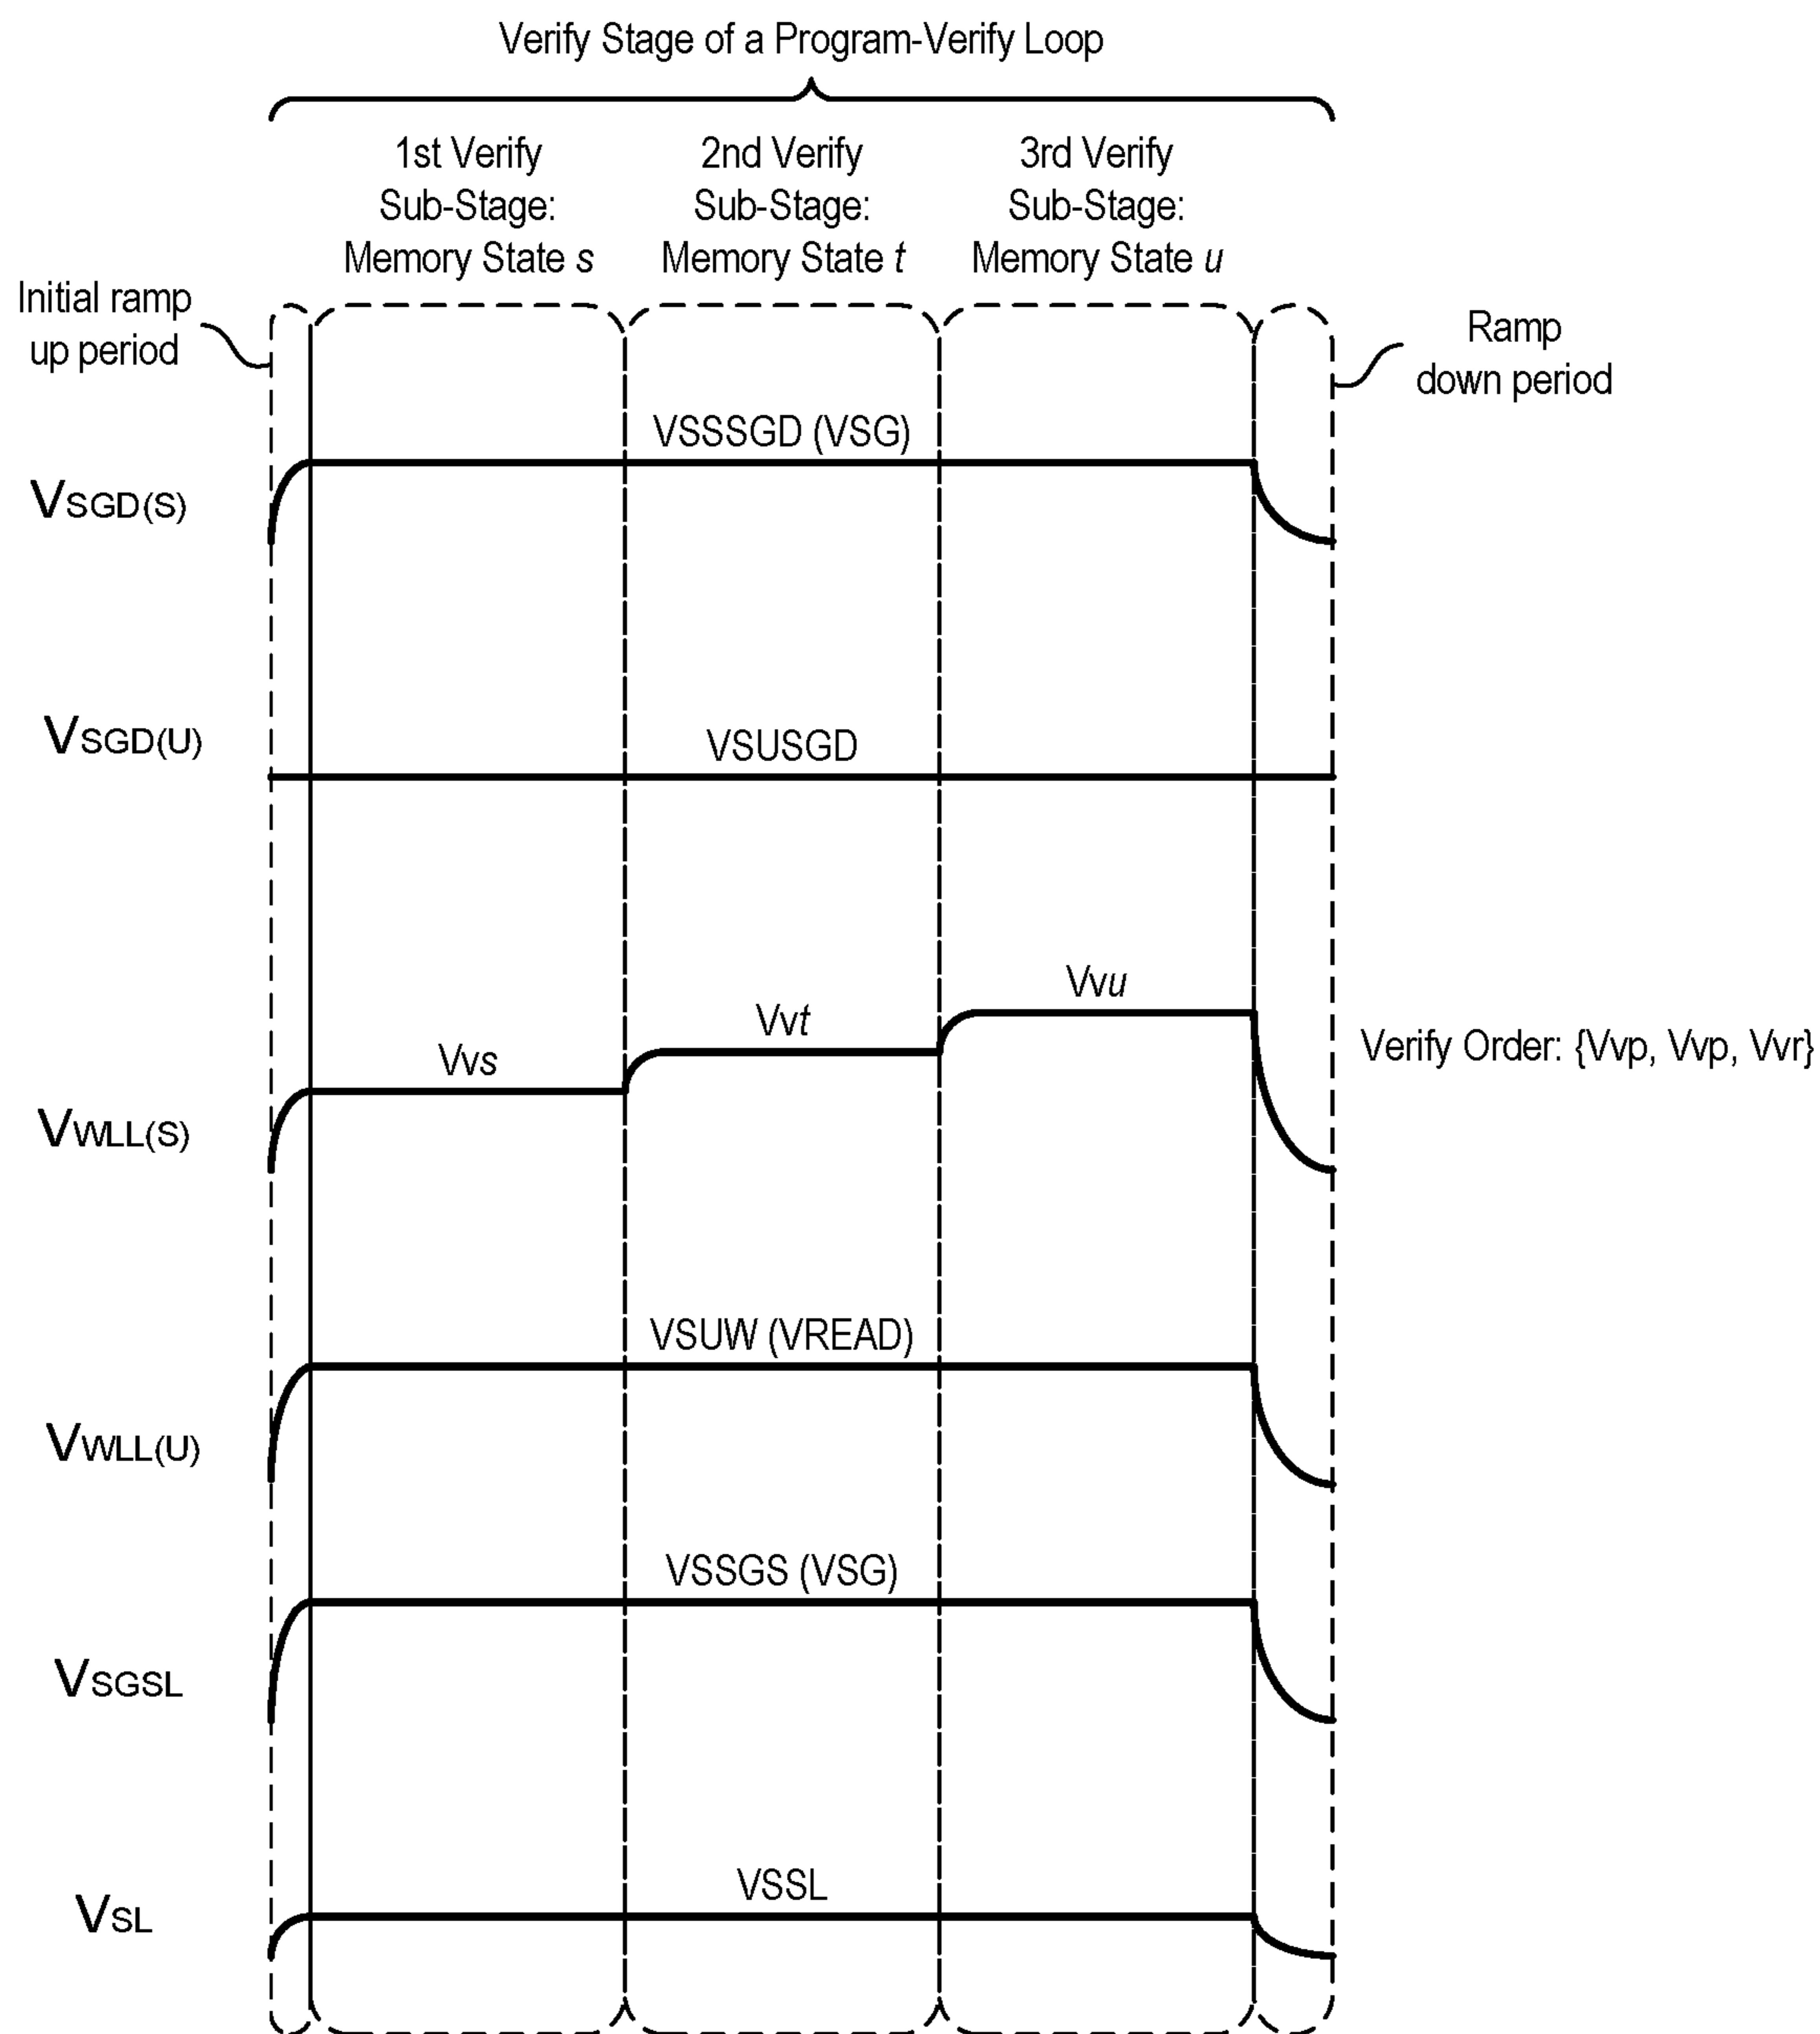 Verify Stage of a Program-Verify Loop
1st Verify
Sub-Stage:
Memory State s
2nd Verify
Sub-Stage:
Memory State t
3rd Verify
Sub-Stage:
Memory State u
Initial ramp
up period
Ramp
down period
VSSSGD (VSG)
VSGD(S)
VSGD(U)
VSUSGD
Vvs
Vvt
Vvu
Verify Order: {Vvp, Vvp, Vvr}
VWLL(S)
VSUW (VREAD)
VWLL(U)
VSSGS (VSG)
VSGSL
VSSL
VSL